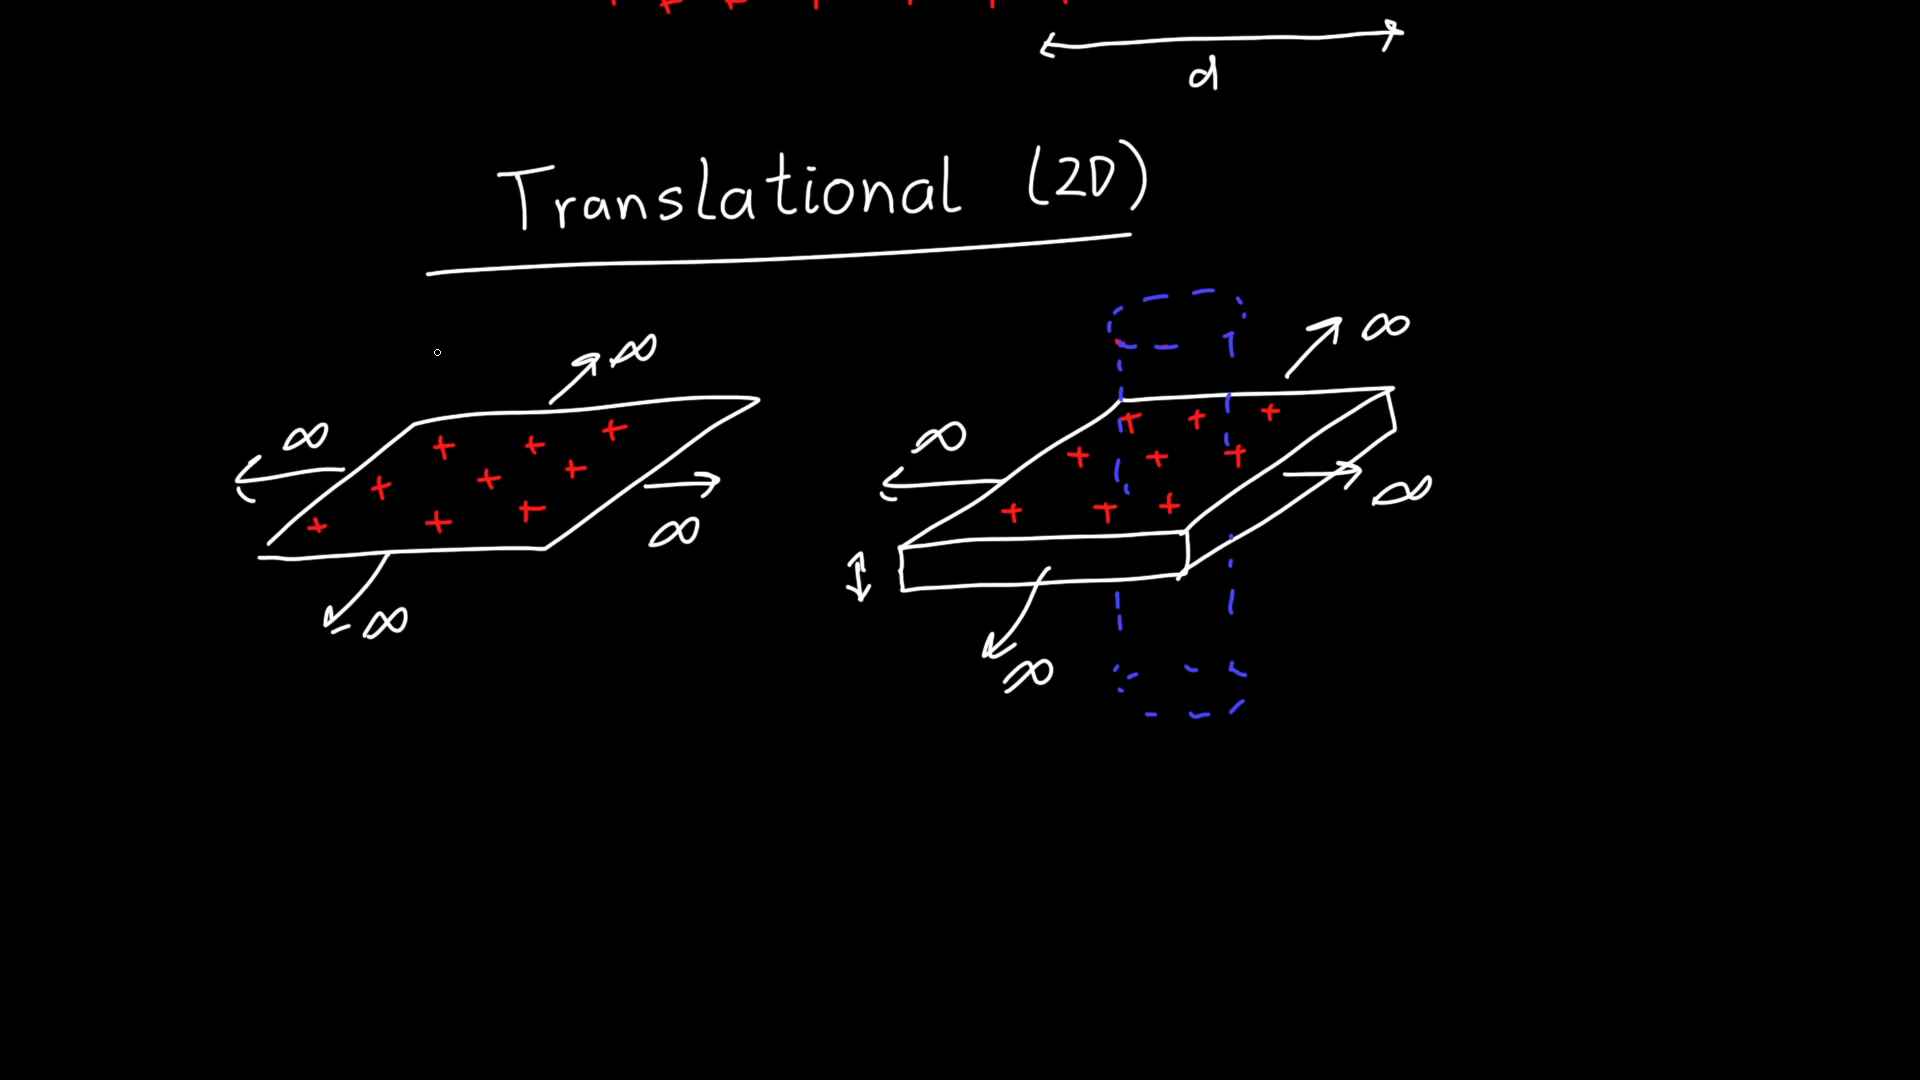 d
Translational (2D)
∞ ∞
∞ ∞
+ + + + + +
+ + + + + +
∞
+ + + + + +
∞
∞
∞